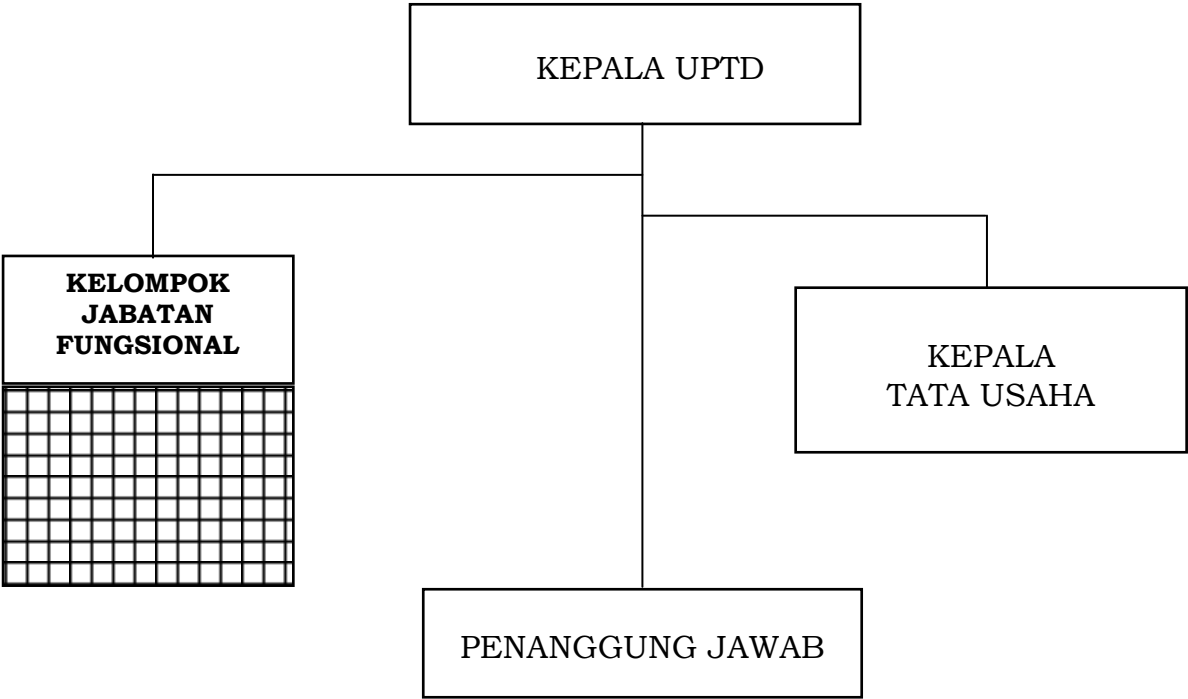 KEPALA UPTD
KELOMPOK
JABATAN
FUNGSIONAL
KEPALA
TATA USAHA
PENANGGUNG JAWAB